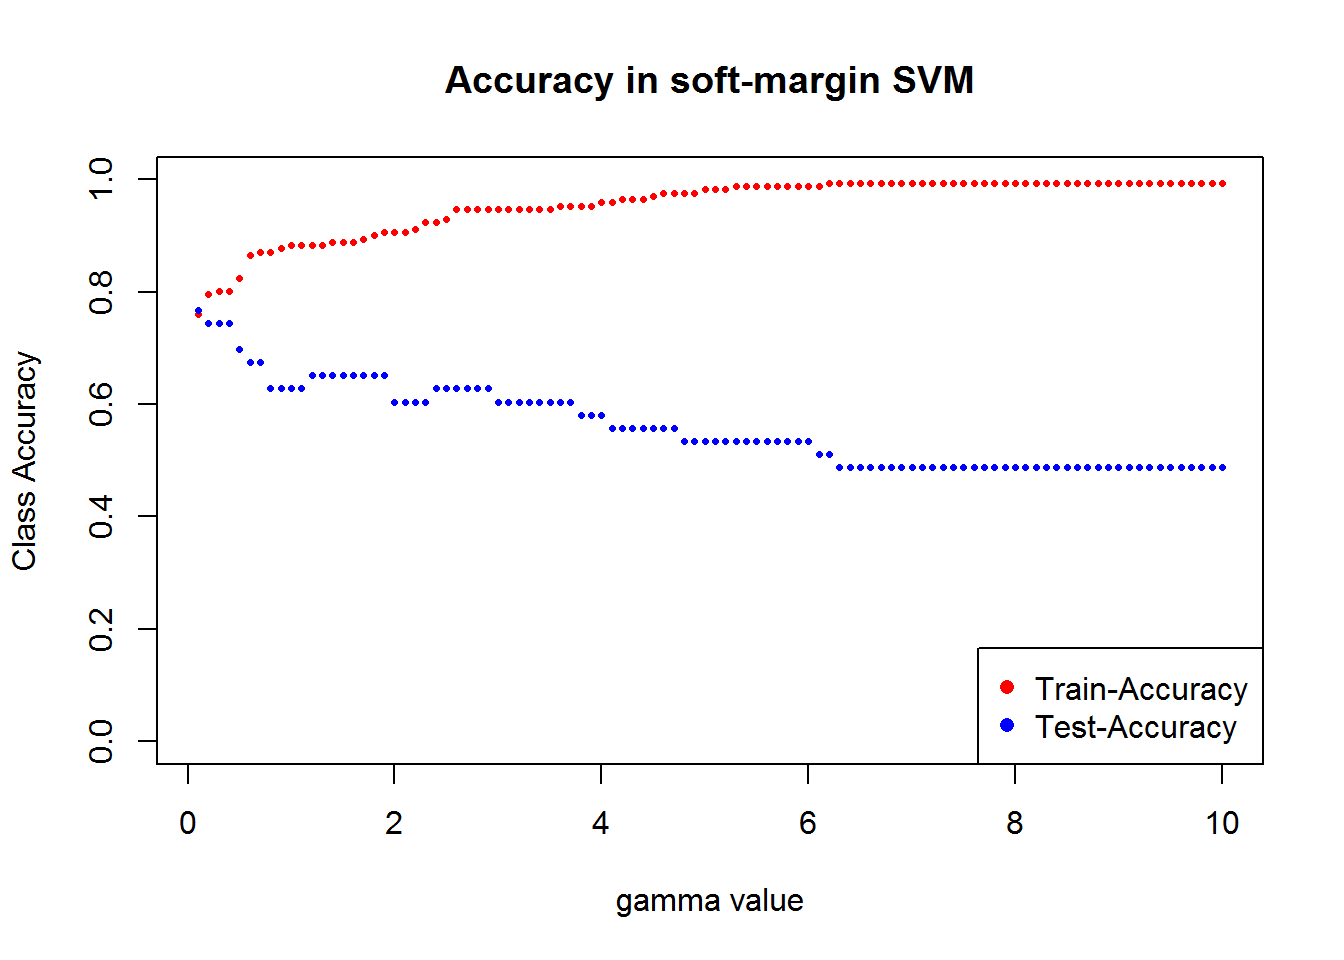 Accuracy in soft-margin SVM
Class Accuracy
1.0
0.8
0.6
0.4
0.2
0.0
Train-Accuracy
Test-Accuracy
0 2 4 6 8 10
gamma value